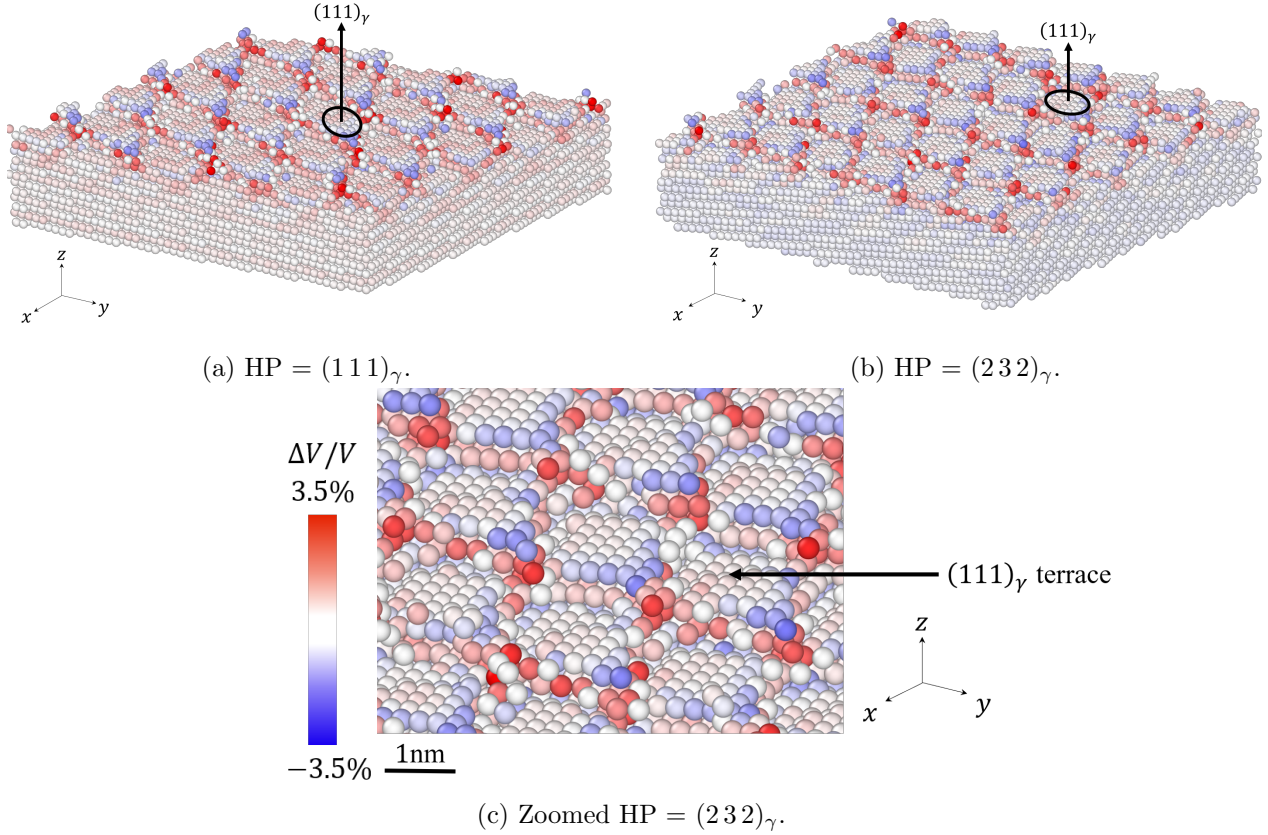 (111)γ
(111)γ
z
x
y
z
x
y
(a) HP = (1 1 1)γ.
(b) HP = (2 3 2)γ.
ΔV/V
3.5%
−3.5%
1nm
(111)γ terrace
z
x
y
(c) Zoomed HP = (2 3 2)γ.